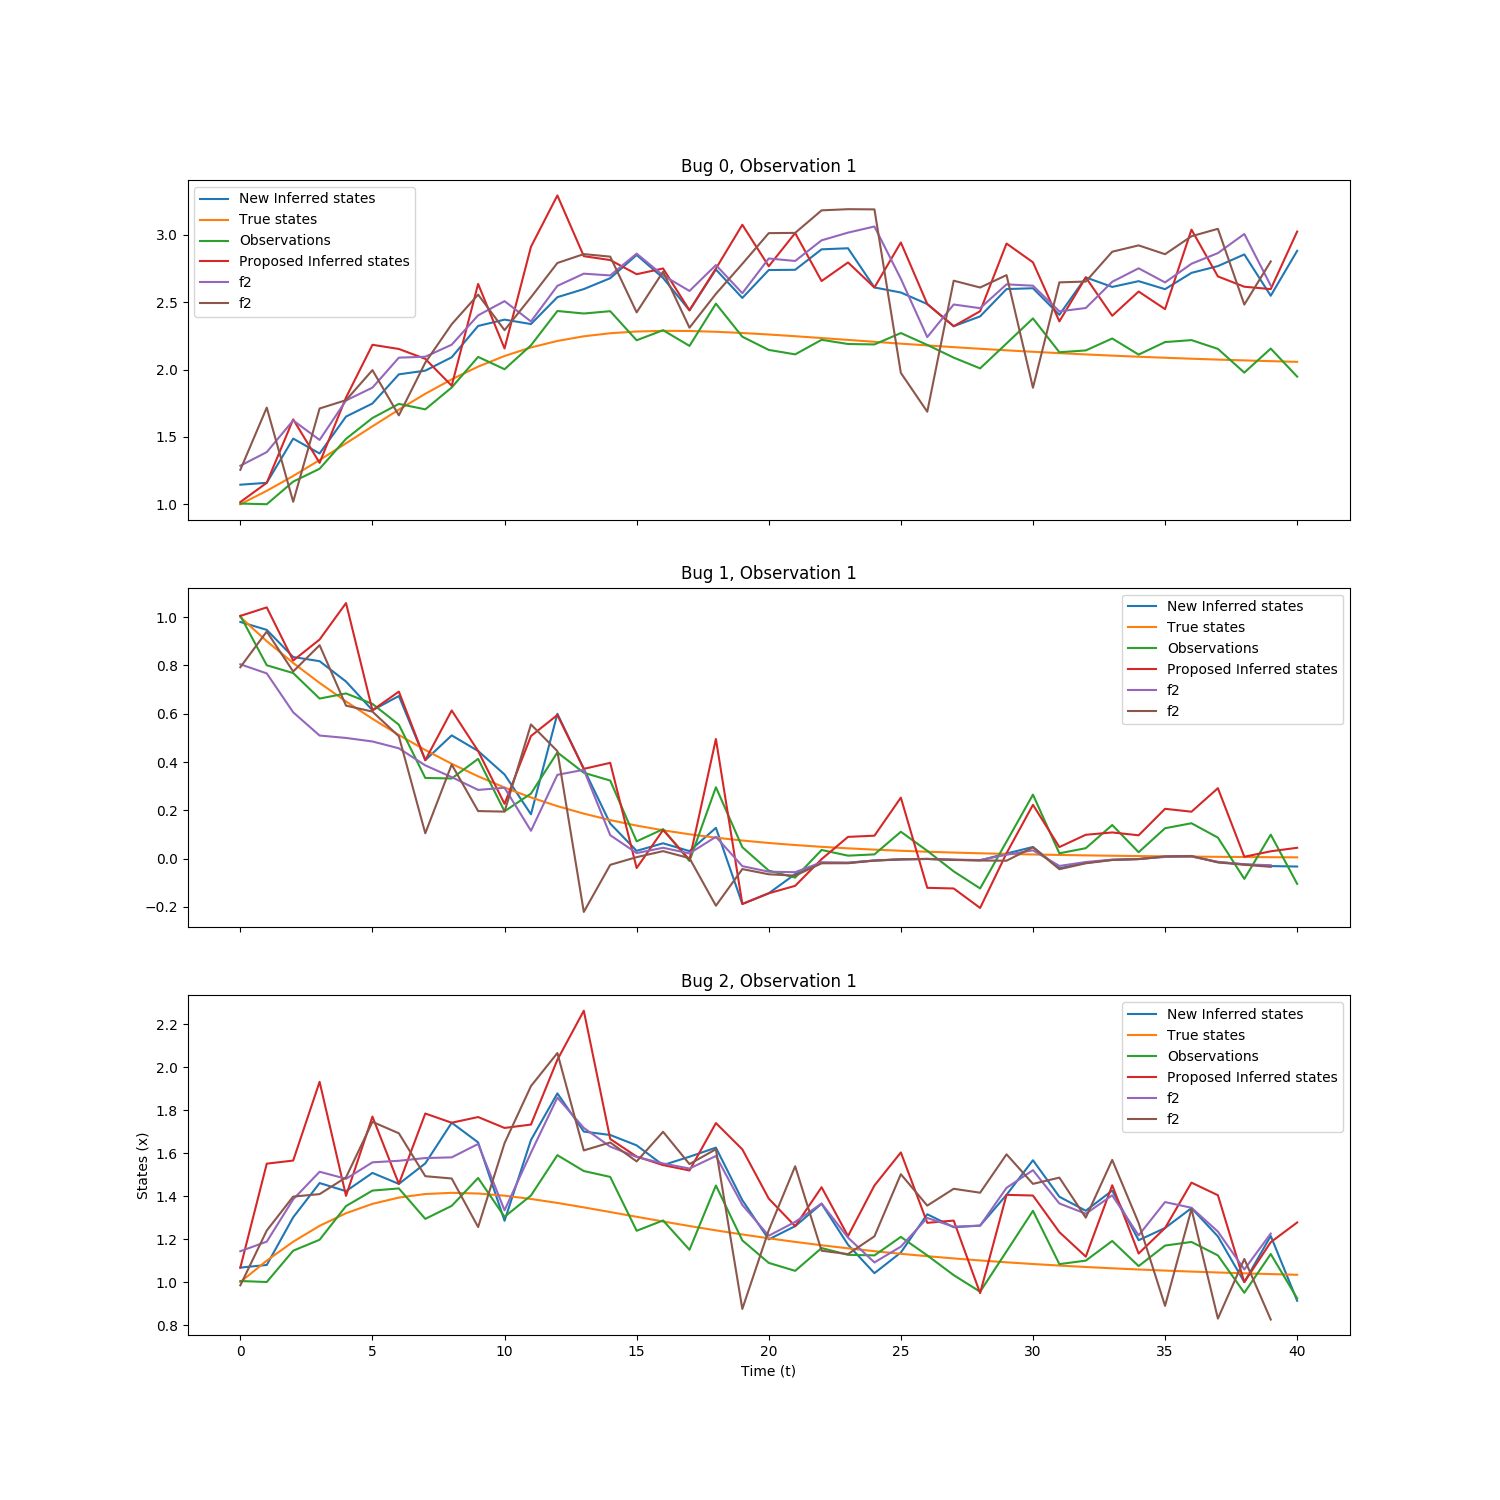 Bug 0, Observation 1
New Inferred states
True states
Observations
Proposed Inferred states
f2
f2
3.0
2.5
2.0
1.5
1.0
Bug 1, Observation 1
New Inferred states
True states
Observations
Proposed Inferred states
f2
f2
1.0
0.8
0.6
0.4
0.2
0.0
−0.2
Bug 2, Observation 1
New Inferred states
True states
Observations
Proposed Inferred states
f2
f2
2.2
2.0
1.8
1.6
1.4
1.2
1.0
0.8
States (x)
0 5 10 15 20 25 30 35 40
Time (t)